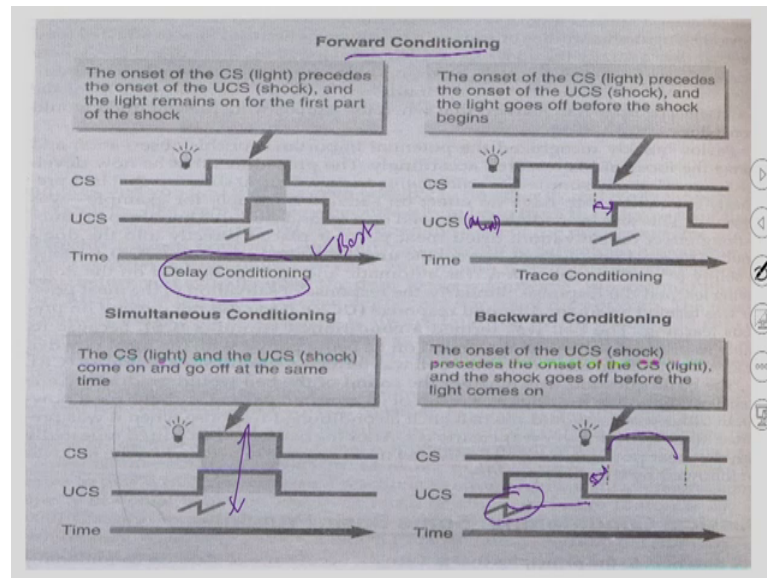 Forward Conditioning
The onset of the CS (light) precedes
the onset of the UCS (shock), and
the light remains on for the first part
of the shock
CS
UCS
Time
Best
Delay Conditioning
The onset of the CS (light) precedes
the onset of the UCS (shock), and
the light goes off before the shock
begins
CS
UCS
Time
Trace Conditioning
Simultaneous Conditioning
The CS (light) and the UCS (shock)
come on and go off at the same
time
CS
UCS
Time
Backward Conditioning
The onset of the UCS (shock)
precedes the onset of the CS (light),
and the shock goes off before the
light comes on
CS
UCS
Time